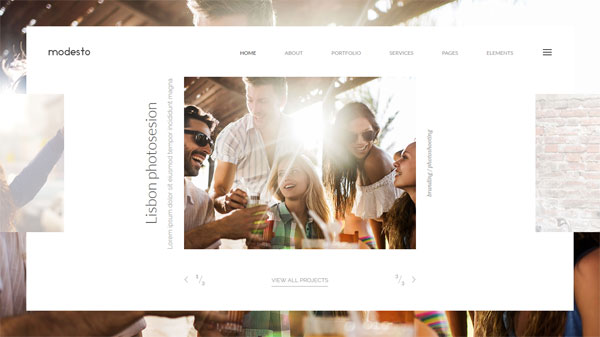 modesto
HOME
ABOUT
PORTFOLIO
SERVICES
PAGES
ELEMENTS
Lisbon photosesion
Lorem ipsum dolor sit eiusmod tempor incididunt magna
branding / photoshooting
1/3
VIEW ALL PROJECTS
3/3